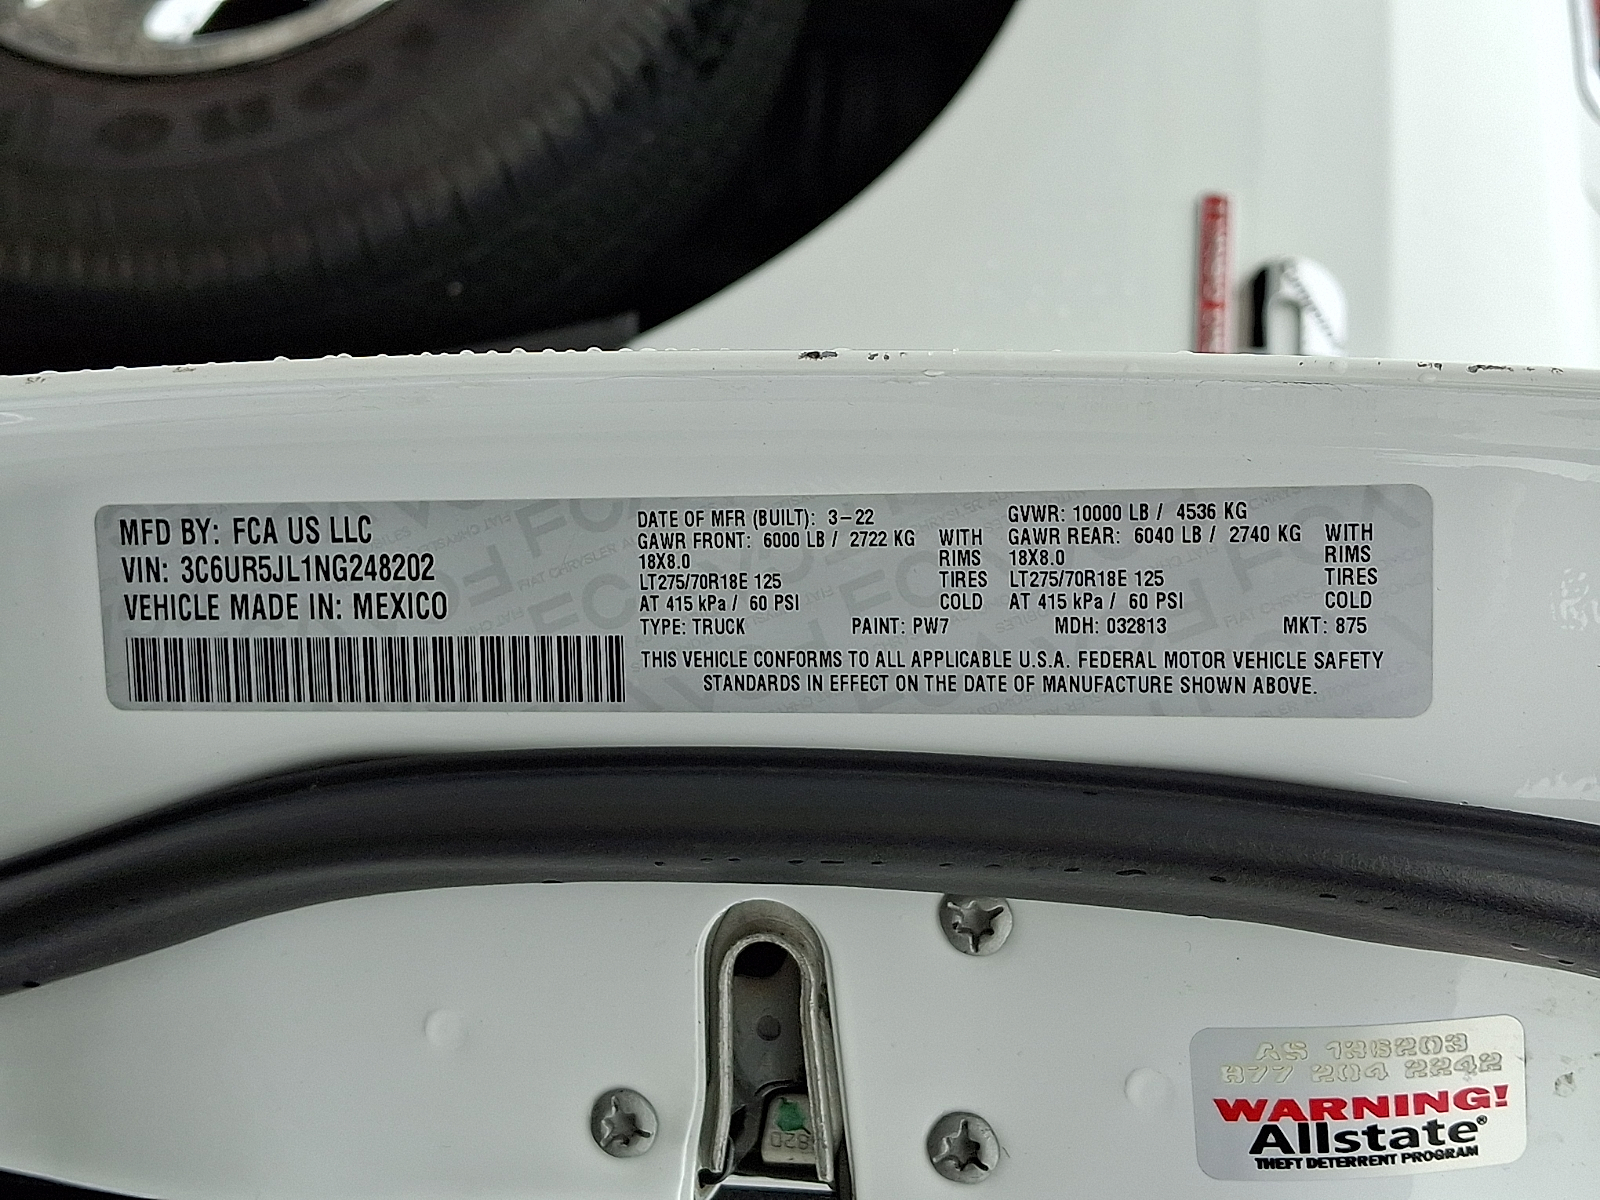 MFD BY: FCA US LLC
VIN: 3C6UR5JL1NG248202
VEHICLE MADE IN: MEXICO
DATE OF MFR (BUILT): 3-22
GAWR FRONT: 6000 LB / 2722 KG WITH
18X8.0 RIMS
LT275/70R18E 125 TIRES
AT 415 kPa / 60 PSI COLD
GVWR: 10000 LB / 4536 KG
GAWR REAR: 6040 LB / 2740 KG WITH
18X8.0 RIMS
LT275/70R18E 125 TIRES
AT 415 kPa / 60 PSI COLD
TYPE: TRUCK PAINT: PW7 MDH: 032813 MKT: 875
THIS VEHICLE CONFORMS TO ALL APPLICABLE U.S.A. FEDERAL MOTOR VEHICLE SAFETY
STANDARDS IN EFFECT ON THE DATE OF MANUFACTURE SHOWN ABOVE.
AS 136203
877 204 2242
WARNING!
Allstate®
THEFT DETERRENT PROGRAM